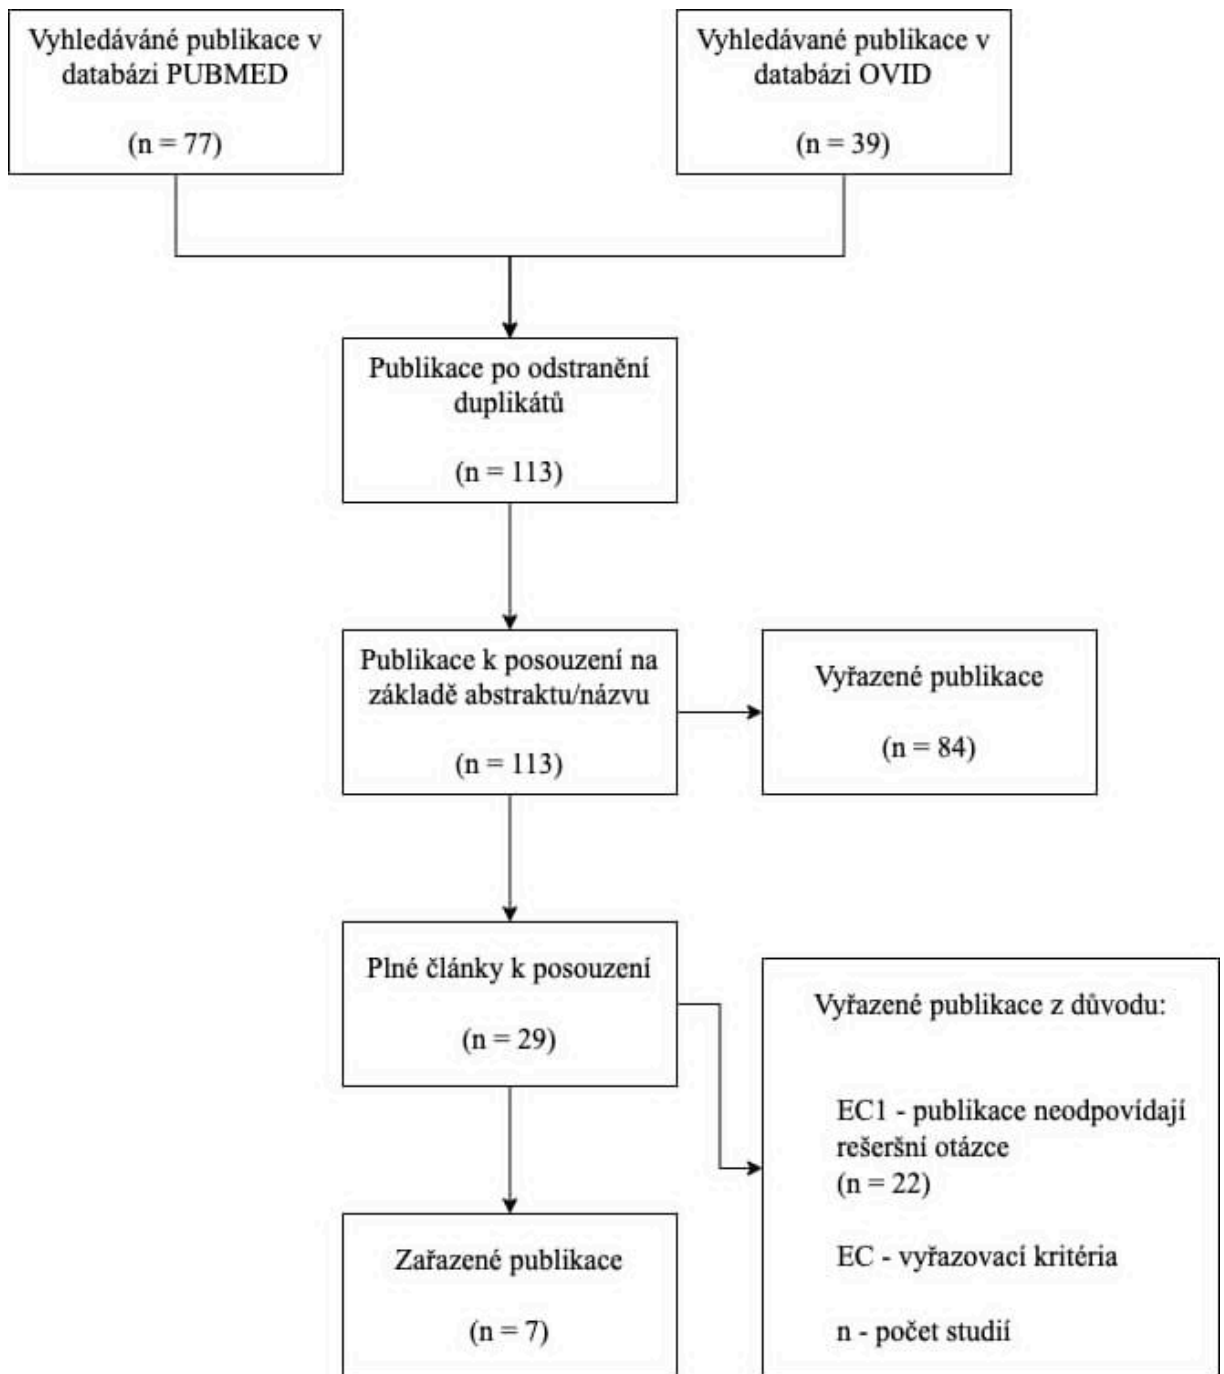 Vyhledáváné publikace v
databázi PUBMED
(n = 77)
Vyhledávané publikace v
databázi OVID
(n = 39)
Publikace po odstranění
duplikátů
(n = 113)
Publikace k posouzení na
základě abstraktu/názvu
(n = 113)
Vyřazené publikace
(n = 84)
Plné články k posouzení
(n = 29)
Vyřazené publikace z důvodu:
EC1 - publikace neodpovídají
rešeršní otázce
(n = 22)
EC - vyřazovací kritéria
n - počet studií
Zařazené publikace
(n = 7)